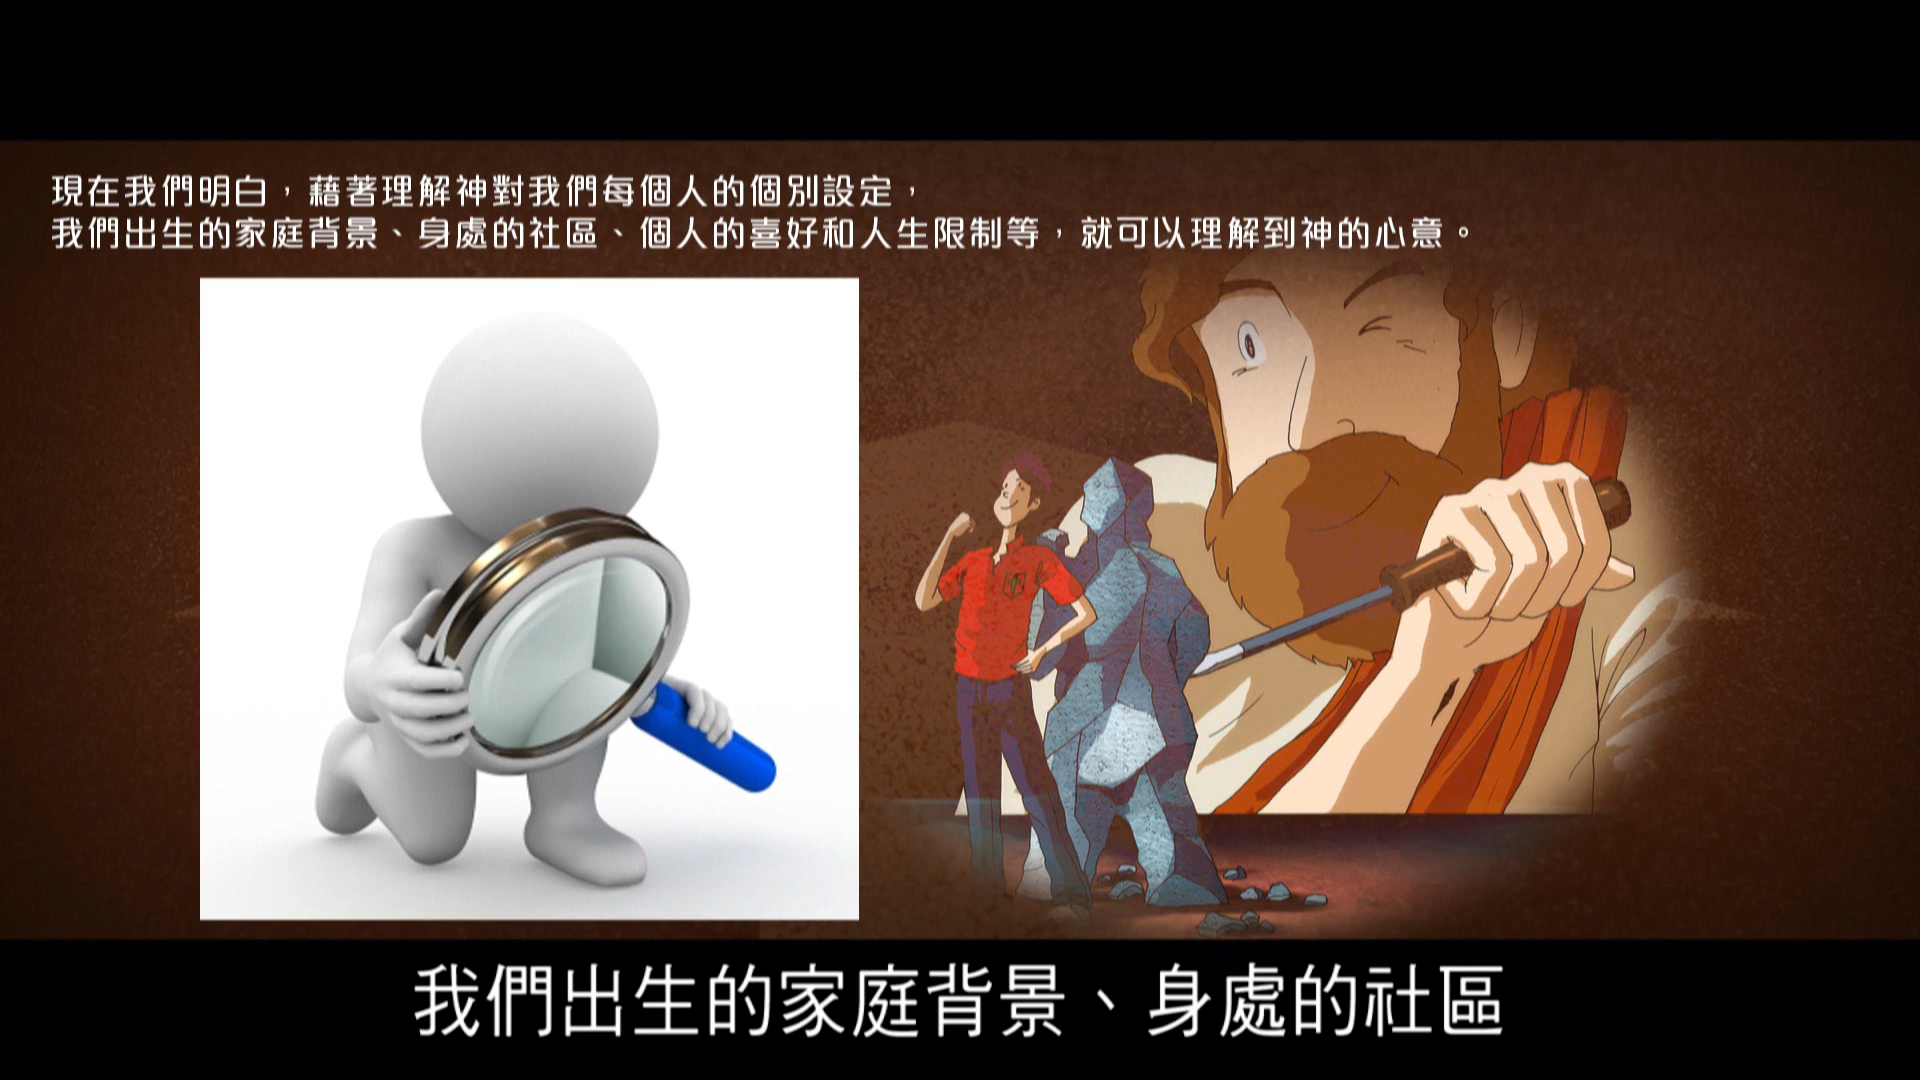 現在我們明白，藉著理解神對我們每個人的個別設定，
我們出生的家庭背景、身處的社區、個人的喜好和人生限制等，就可以理解到神的心意。
我們出生的家庭背景、身處的社區